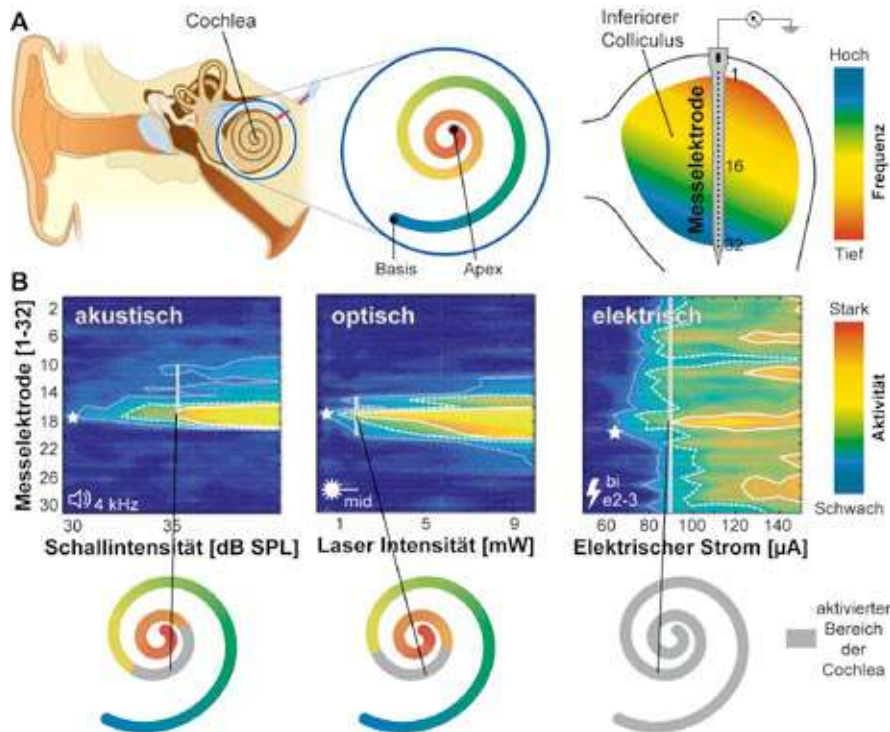 A
Cochlea
Basis
Apex
Inferiorer
Colliculus
Messelektrode
1
16
32
Hoch
Frequenz
Tief
B
Messelektrode [1-32]
2
6
10
14
18
22
26
30
akustisch
4 kHz
30
35
Schallintensität [dB SPL]
optisch
mid
1
5
9
Laser Intensität [mW]
elektrisch
bi
e2-3
60
80
100
120
140
Elektrischer Strom [µA]
Stark
Aktivität
Schwach
aktivierter
Bereich
der
Cochlea